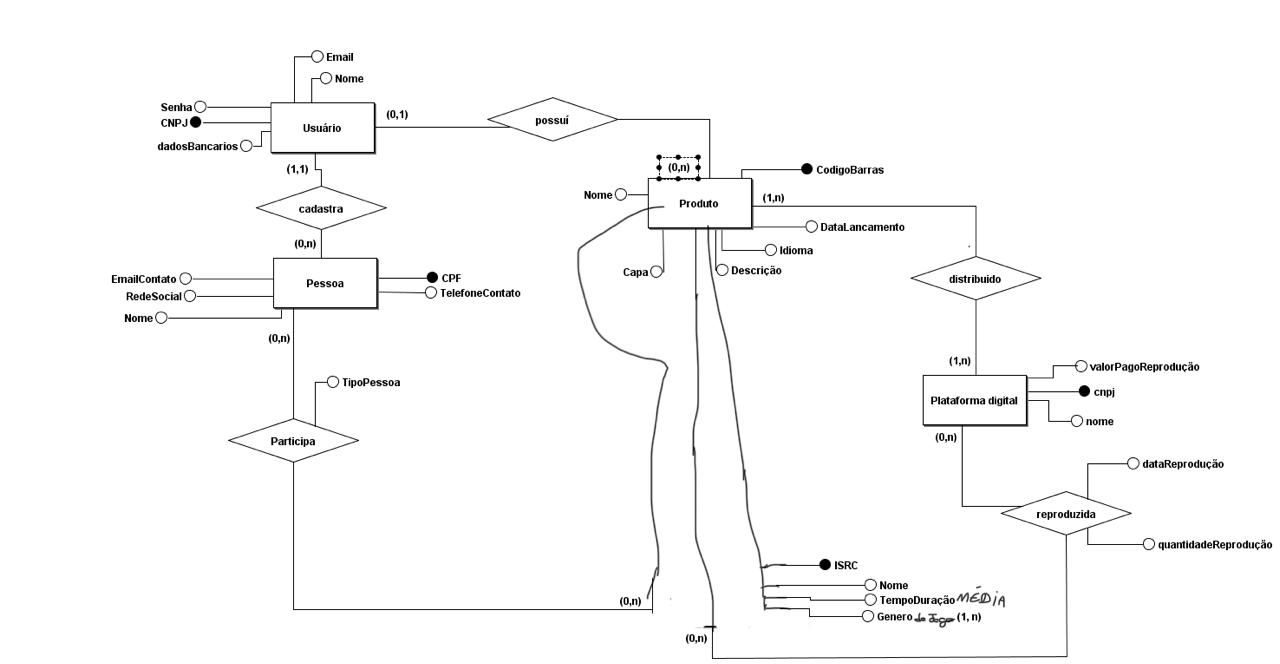 Email
Nome
Senha
CNPJ
dadosBancarios
Usuário
(0,1)
possuí
(1,1)
cadastra
(0,n)
(0,n)
Nome
Produto
CodigoBarras
(1,n)
DataLancamento
Idioma
Capa
Descrição
EmailContato
RedeSocial
Nome
Pessoa
CPF
TelefoneContato
(0,n)
distribuido
(1,n)
TipoPessoa
Participa
Plataforma digital
valorPagoReprodução
cnpj
nome
(0,n)
dataReprodução
reproduzida
quantidadeReprodução
ISRC
Nome
TempoDuração MÉDiA
Genero do Jogo (1, n)
(0,n)
(0,n)